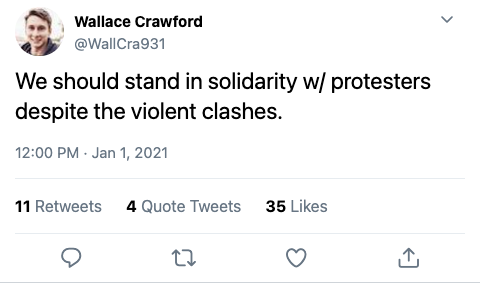 Wallace Crawford
@WallCra931
We should stand in solidarity w/ protesters
despite the violent clashes.
12:00 PM · Jan 1, 2021
11 Retweets 4 Quote Tweets 35 Likes